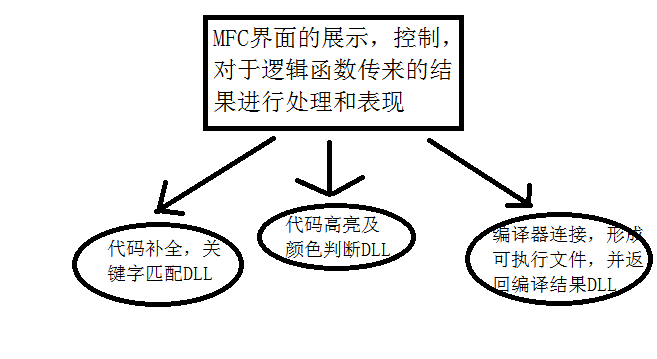 MFC界面的展示，控制，
对于逻辑函数传来的结
果进行处理和表现
代码补全，关
键字匹配DLL
代码高亮及
颜色判断DLL
编译器连接，形成
可执行文件，并返
回编译结果DLL